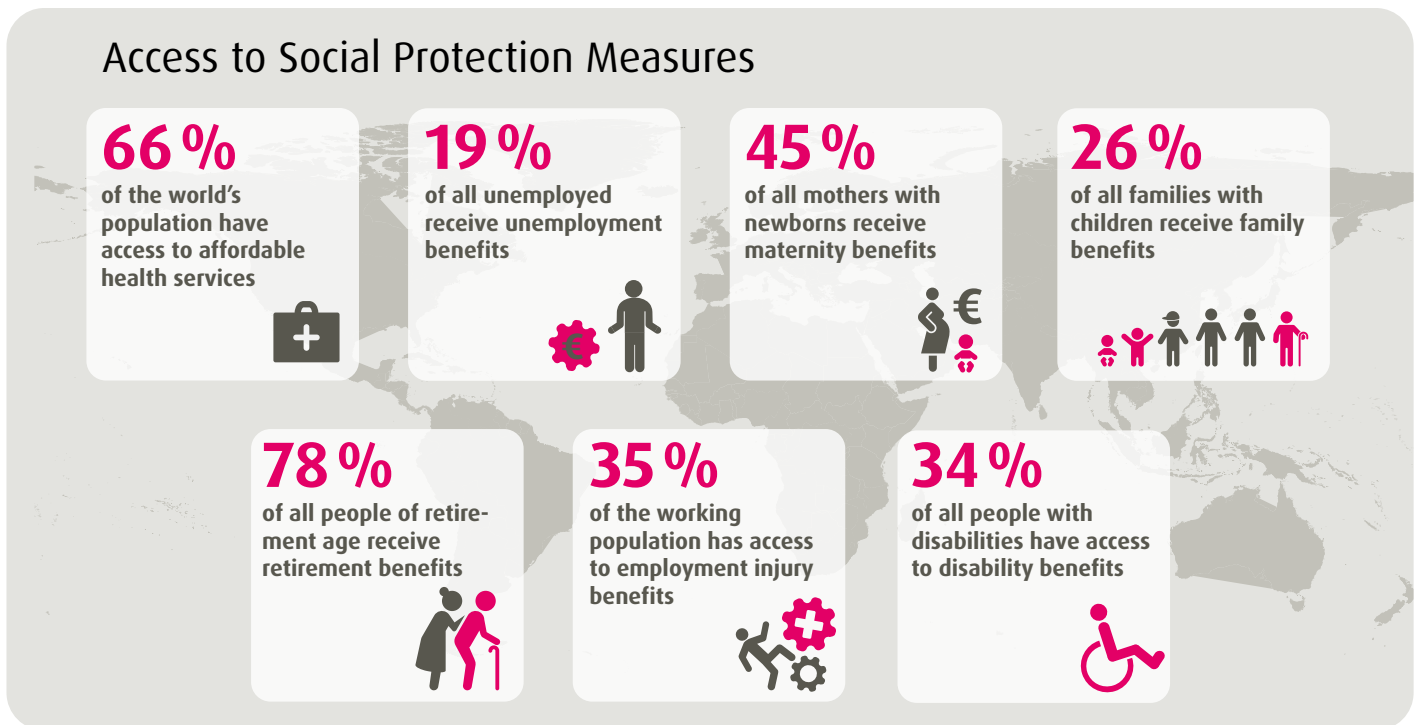 Access to Social Protection Measures
66 %
of the world's
population have
access to affordable
health services
19 %
of all unemployed
receive unemployment
benefits
€
45 %
of all mothers with
newborns receive
maternity benefits
€
26 %
of all families with
children receive family
benefits
78 %
of all people of retire-
ment age receive
retirement benefits
35 %
of the working
population has access
to employment injury
benefits
34 %
of all people with
disabilities have access
to disability benefits